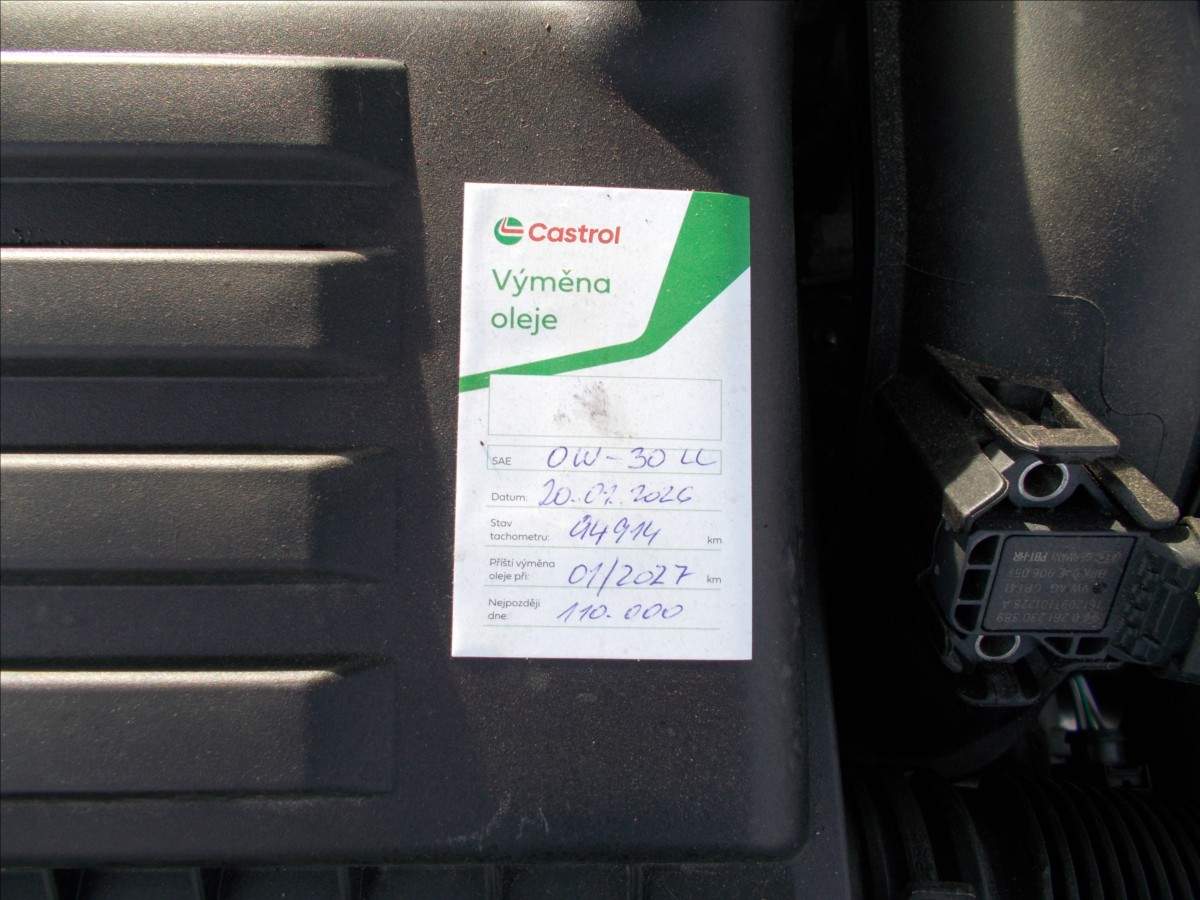 Castrol
Výměna
oleje
SAE 0W-30 LL
Datum: 20.01.2026
Stav
tachometru: 94914 km
Příští výměna
oleje při: 01/2027 km
Nejpozději
dne: 110.000